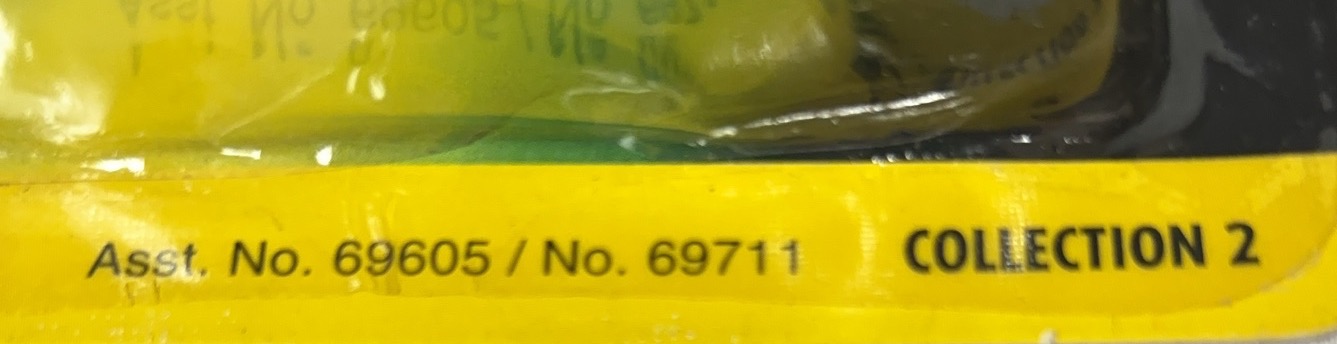 Asst. No. 69605 / No. 69711 COLLECTION 2